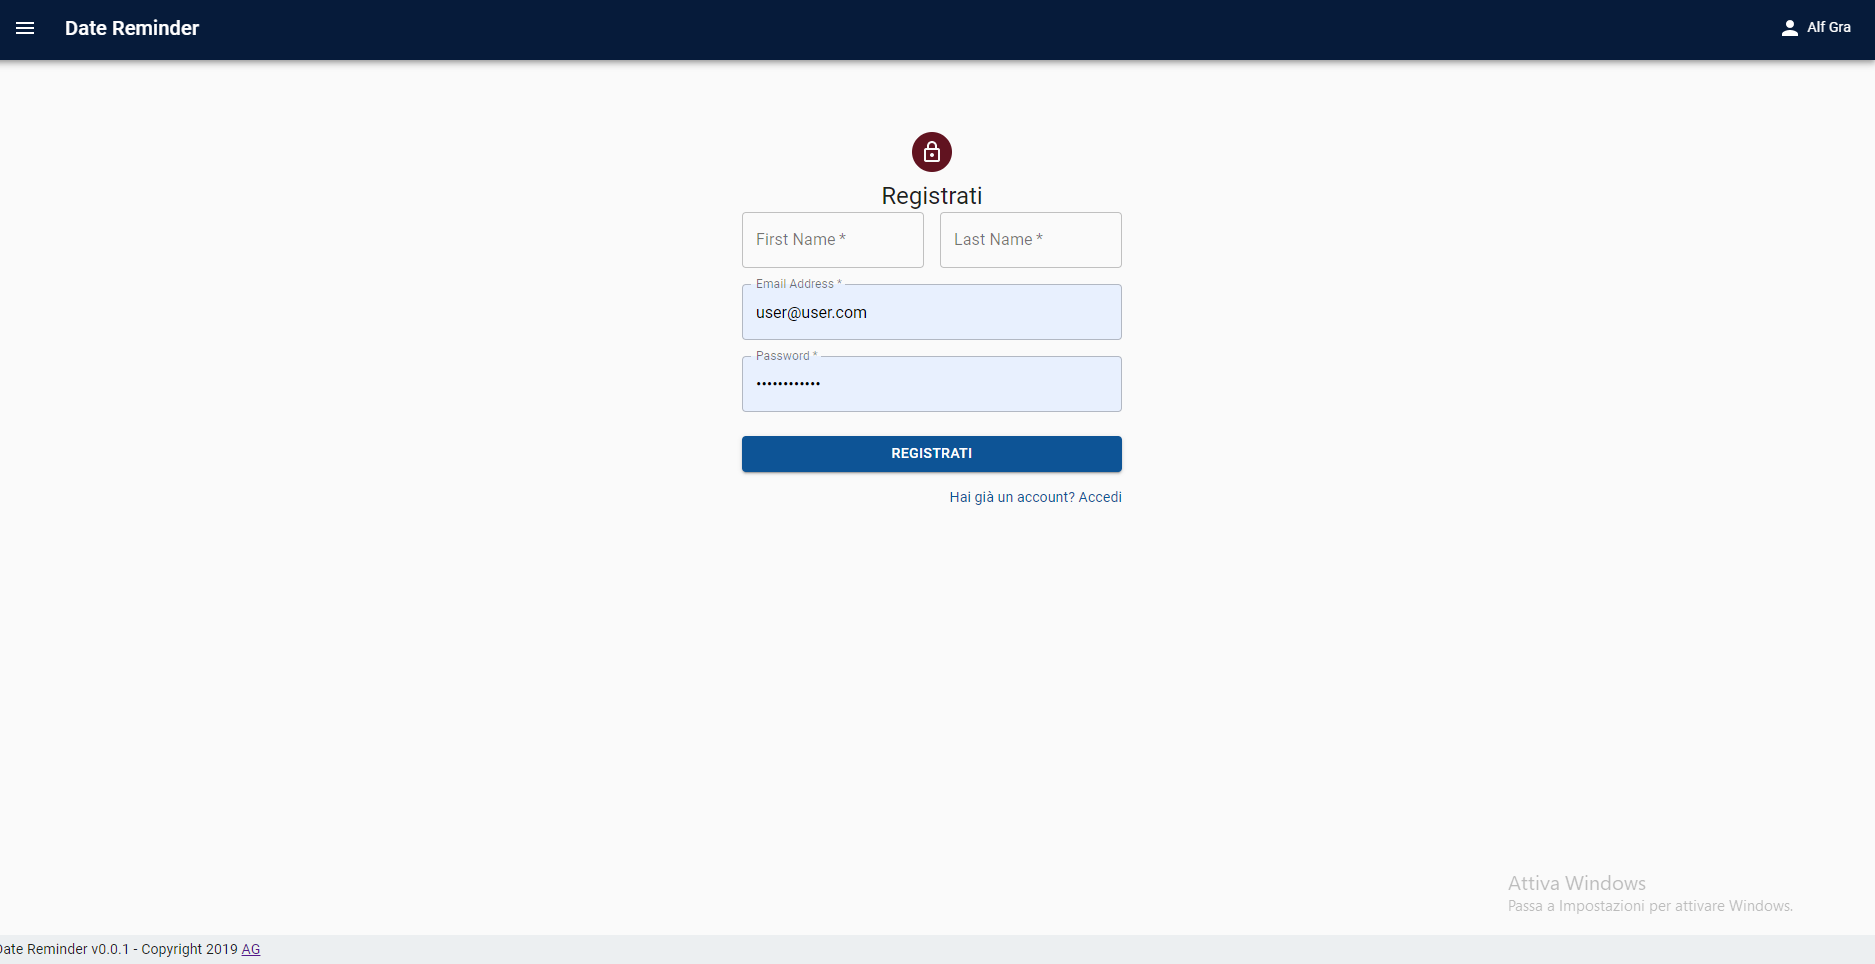 Date Reminder
Alf Gra
Registrati
First Name *
Last Name *
Email Address *
user@user.com
Password *
••••••••••••
REGISTRATI
Hai già un account? Accedi
Attiva Windows
Passa a Impostazioni per attivare Windows.
Date Reminder v0.0.1 - Copyright 2019 AG